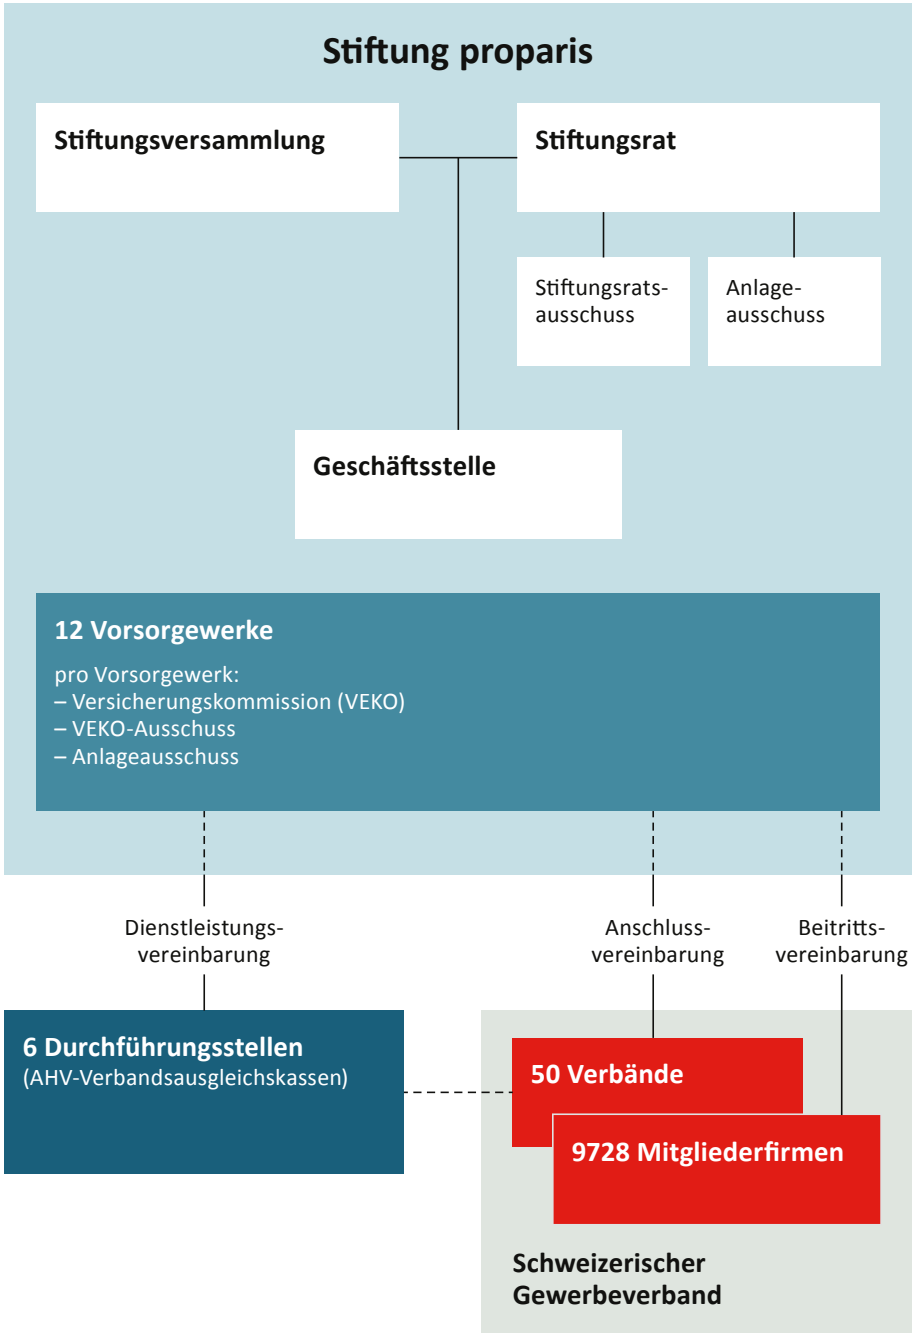 Stiftung proparis
Stiftungsversammlung
Stiftungsrat
Stiftungsrats-
ausschuss
Anlage-
ausschuss
Geschäftsstelle
12 Vorsorgewerke
pro Vorsorgewerk:
– Versicherungskommission (VEKO)
– VEKO-Ausschuss
– Anlageausschuss
Dienstleistungs-
vereinbarung
Anschluss-
vereinbarung
Beitritts-
vereinbarung
6 Durchführungsstellen
(AHV-Verbandsausgleichskassen)
50 Verbände
9728 Mitgliederfirmen
Schweizerischer
Gewerbeverband